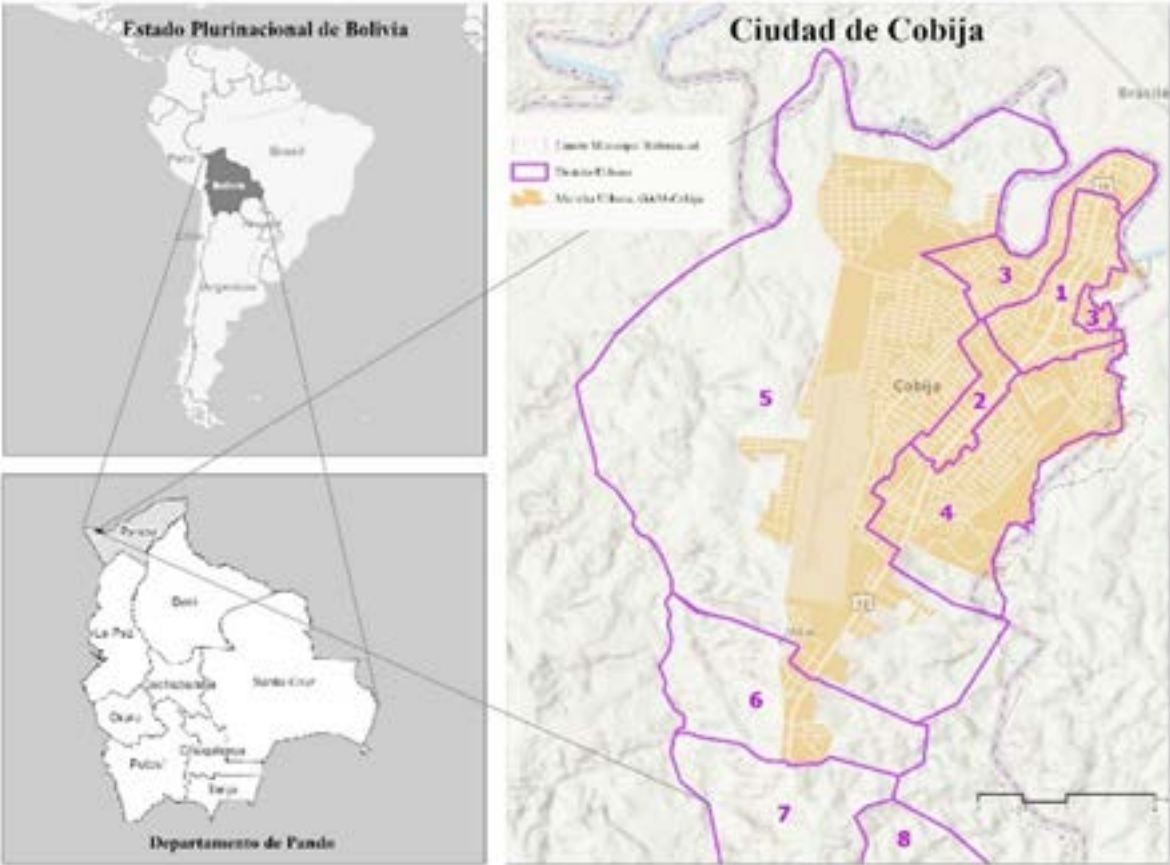 Estado Plurinacional de Bolivia
Perú
Brasil
Bolivia
Chile
Argentina
Departamento de Pando
Pando
Beni
La Paz
Cochabamba
Santa Cruz
Oruro
Chuquisaca
Potosí
Tarija
Ciudad de Cobija
Distrito Urbano
Cobija
3
1
3
5
2
4
6
7
8